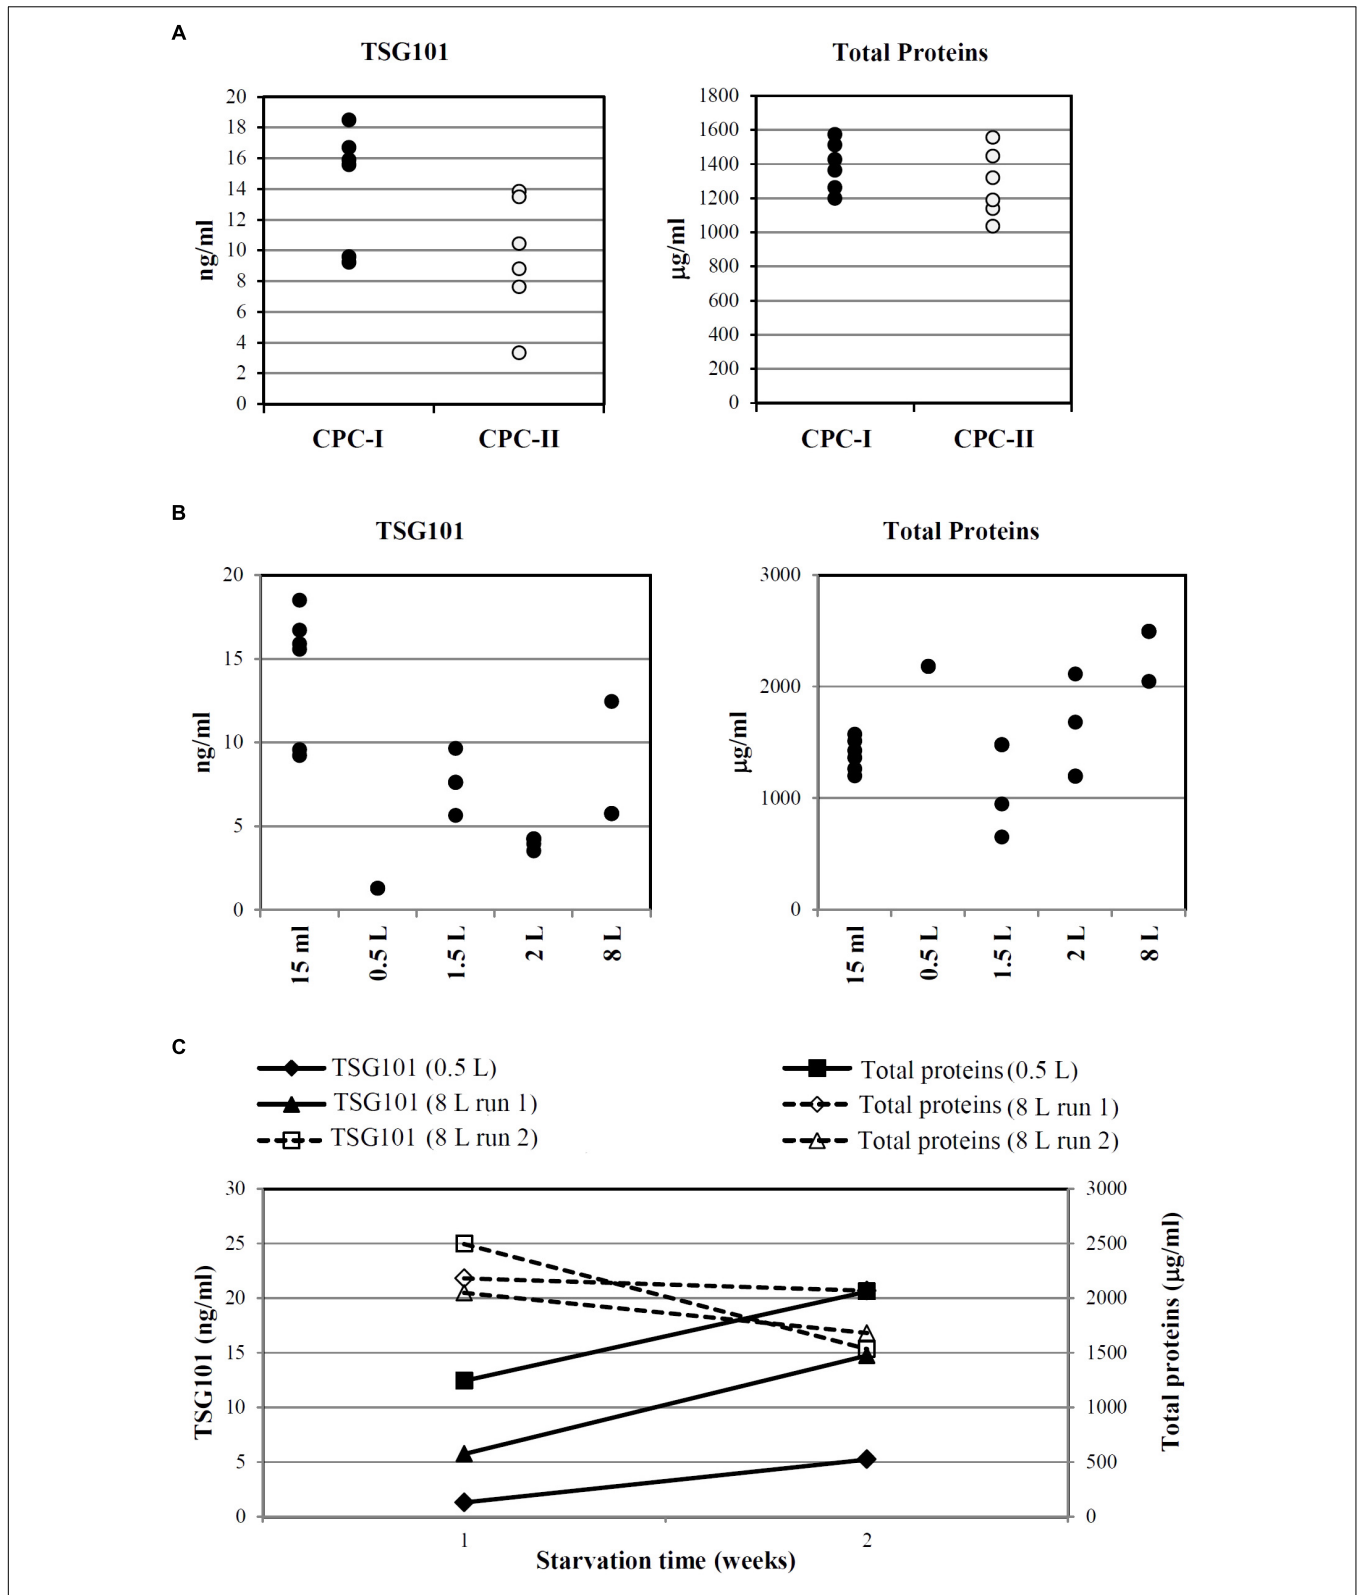 A
TSG101
Total Proteins
20
18
16
14
12
10
8
6
4
2
0
ng/ml
CPC-I
CPC-II
1800
1600
1400
1200
1000
800
600
400
200
0
µg/ml
CPC-I
CPC-II
B
TSG101
Total Proteins
20
15
10
5
0
ng/ml
15 ml
0.5 L
1.5 L
2 L
8 L
3000
2000
1000
0
µg/ml
15 ml
0.5 L
1.5 L
2 L
8 L
C
TSG101 (0.5 L)
TSG101 (8 L run 1)
TSG101 (8 L run 2)
Total proteins (0.5 L)
Total proteins (8 L run 1)
Total proteins (8 L run 2)
30
25
20
15
10
5
0
TSG101 (ng/ml)
3000
2500
2000
1500
1000
500
0
Total proteins (µg/ml)
1
2
Starvation time (weeks)